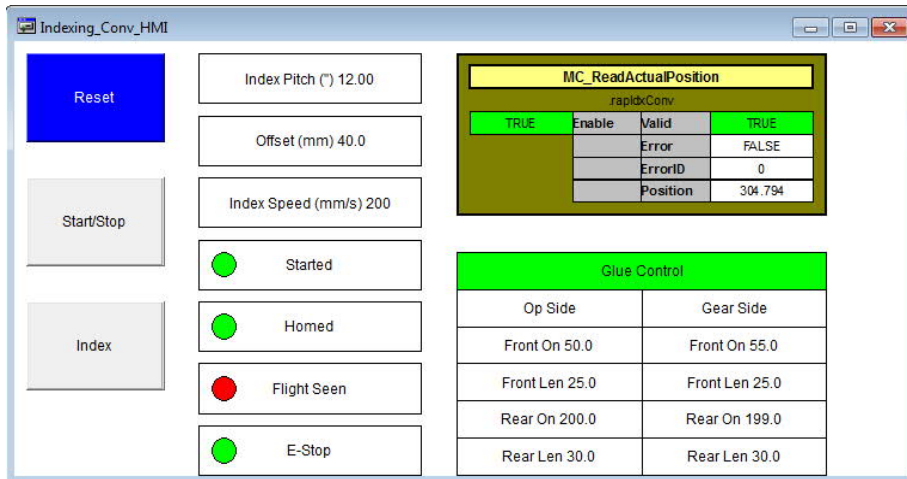 Indexing_Conv_HMI
Reset
Start/Stop
Index
Index Pitch (") 12.00
Offset (mm) 40.0
Index Speed (mm/s) 200
Started
Homed
Flight Seen
E-Stop
MC_ReadActualPosition
.rapIdxConv
TRUE Enable Valid TRUE
Error FALSE
ErrorID 0
Position 304.794
Glue Control
Op Side Gear Side
Front On 50.0 Front On 55.0
Front Len 25.0 Front Len 25.0
Rear On 200.0 Rear On 199.0
Rear Len 30.0 Rear Len 30.0